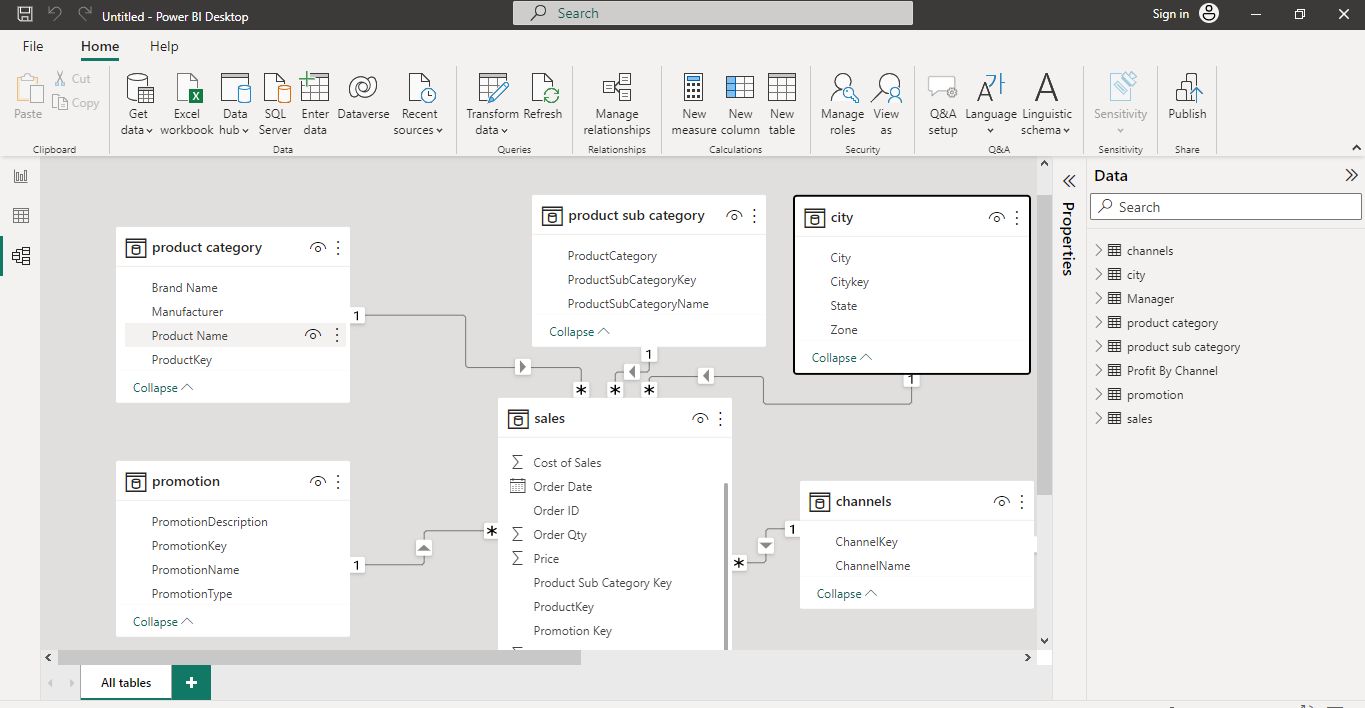 Untitled - Power BI Desktop
Search
Sign in
File Home Help
Paste
Cut
Copy
Clipboard
Get data
Excel workbook
Data hub
SQL Server
Enter data
Dataverse
Recent sources
Data
Transform data
Refresh
Queries
Manage relationships
Relationships
New measure
New column
New table
Calculations
Manage roles
View as
Security
Q&A setup
Language
Linguistic schema
Q&A
Sensitivity
Sensitivity
Publish
Share
product category
Brand Name
Manufacturer
Product Name
ProductKey
Collapse
1
*
product sub category
ProductCategory
ProductSubCategoryKey
ProductSubCategoryName
Collapse
1
*
city
City
Citykey
State
Zone
Collapse
1
*
promotion
PromotionDescription
PromotionKey
PromotionName
PromotionType
Collapse
1
*
sales
Cost of Sales
Order Date
Order ID
Order Qty
Price
Product Sub Category Key
ProductKey
Promotion Key
channels
ChannelKey
ChannelName
Collapse
1
*
All tables
+
Properties
Data
Search
channels
city
Manager
product category
product sub category
Profit By Channel
promotion
sales